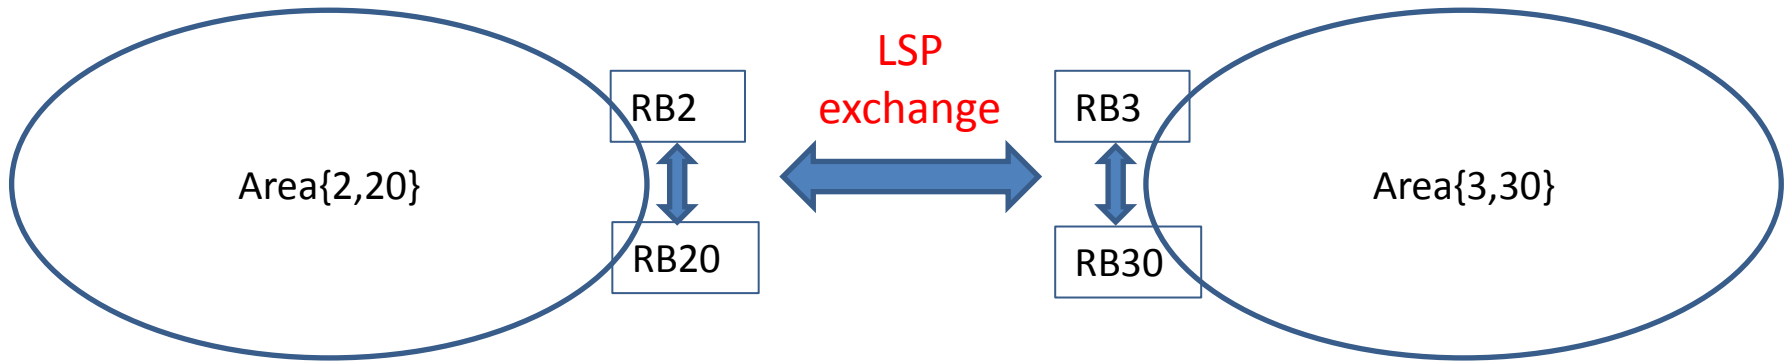 LSP
exchange
RB2
RB3
Area{2,20}
Area{3,30}
RB20
RB30